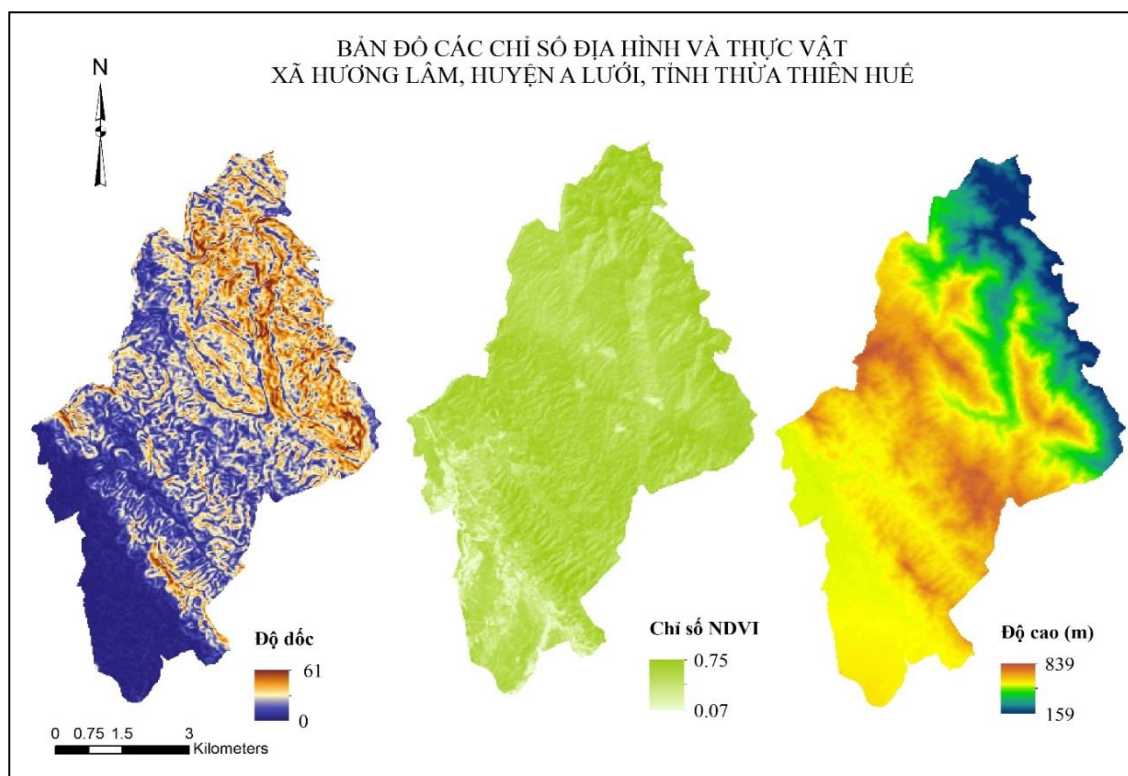 BẢN ĐỒ CÁC CHỈ SỐ ĐỊA HÌNH VÀ THỰC VẬT
XÃ HƯƠNG LÂM, HUYỆN A LƯỚI, TỈNH THỪA THIÊN HUẾ
N
Độ dốc
61
0
0 0.75 1.5 3
Kilometers
Chỉ số NDVI
0.75
0.07
Độ cao (m)
839
159